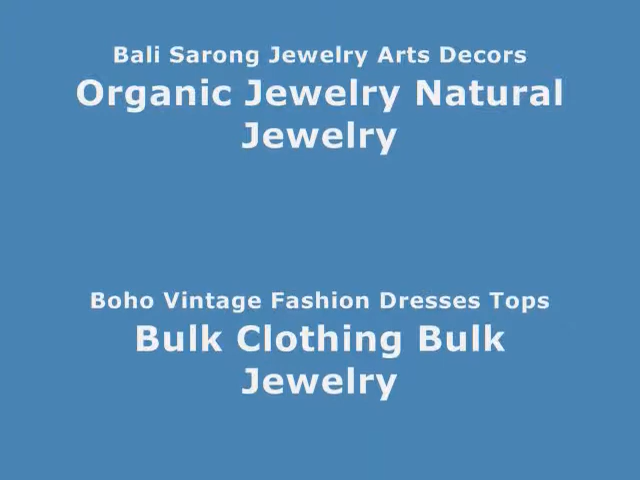 Bali Sarong Jewelry Arts Decors
Organic Jewelry Natural
Jewelry
Boho Vintage Fashion Dresses Tops
Bulk Clothing Bulk
Jewelry